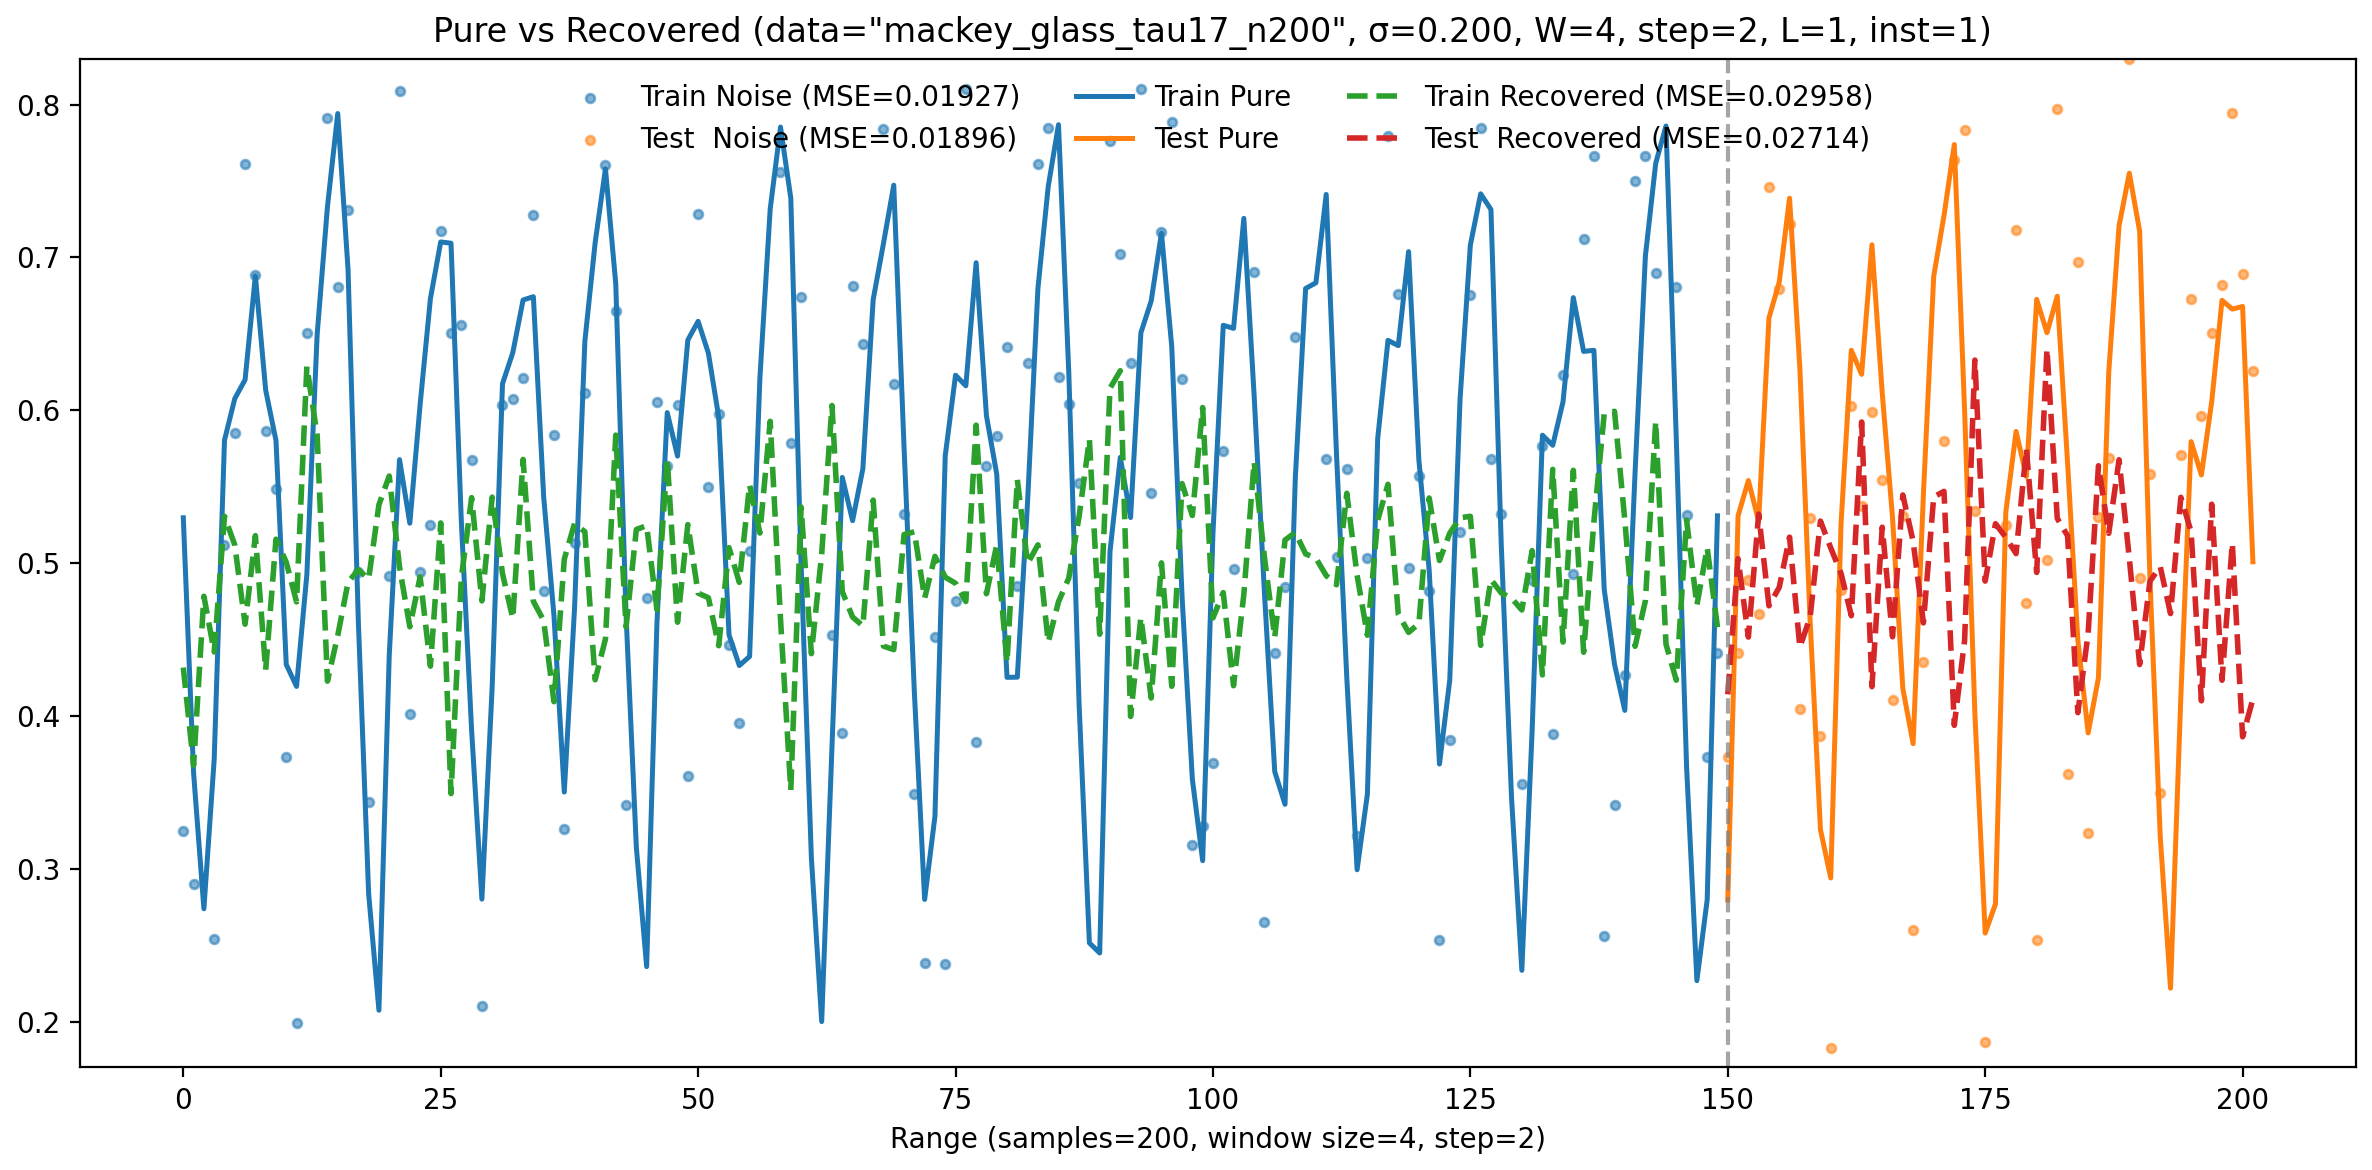 Pure vs Recovered (data="mackey_glass_tau17_n200", σ=0.200, W=4, step=2, L=1, inst=1)
Train Noise (MSE=0.01927)
Test  Noise (MSE=0.01896)
Train Pure
Test Pure
Train Recovered (MSE=0.02958)
Test  Recovered (MSE=0.02714)
0.8
0.7
0.6
0.5
0.4
0.3
0.2
0 25 50 75 100 125 150 175 200
Range (samples=200, window size=4, step=2)